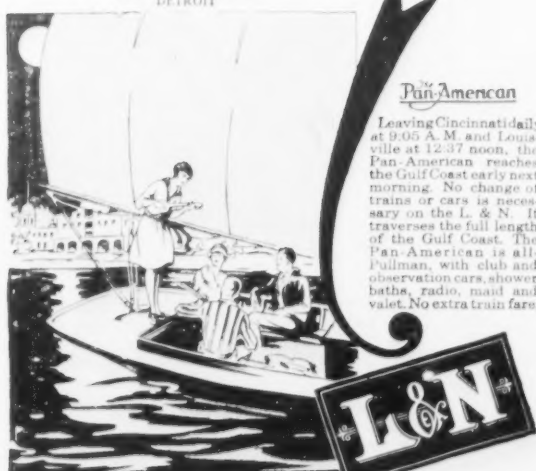 DETROIT
The
Pan-American
Leaving Cincinnati daily
at 9:05 A. M. and Louis-
ville at 12:37 noon, the
Pan-American reaches
the Gulf Coast early next
morning. No change of
trains or cars is neces-
sary on the L. & N. It
traverses the full length
of the Gulf Coast. The
Pan-American is all-
Pullman, with club and
observation cars, shower
baths, radio, maid and
valet. No extra train fare.
L&N